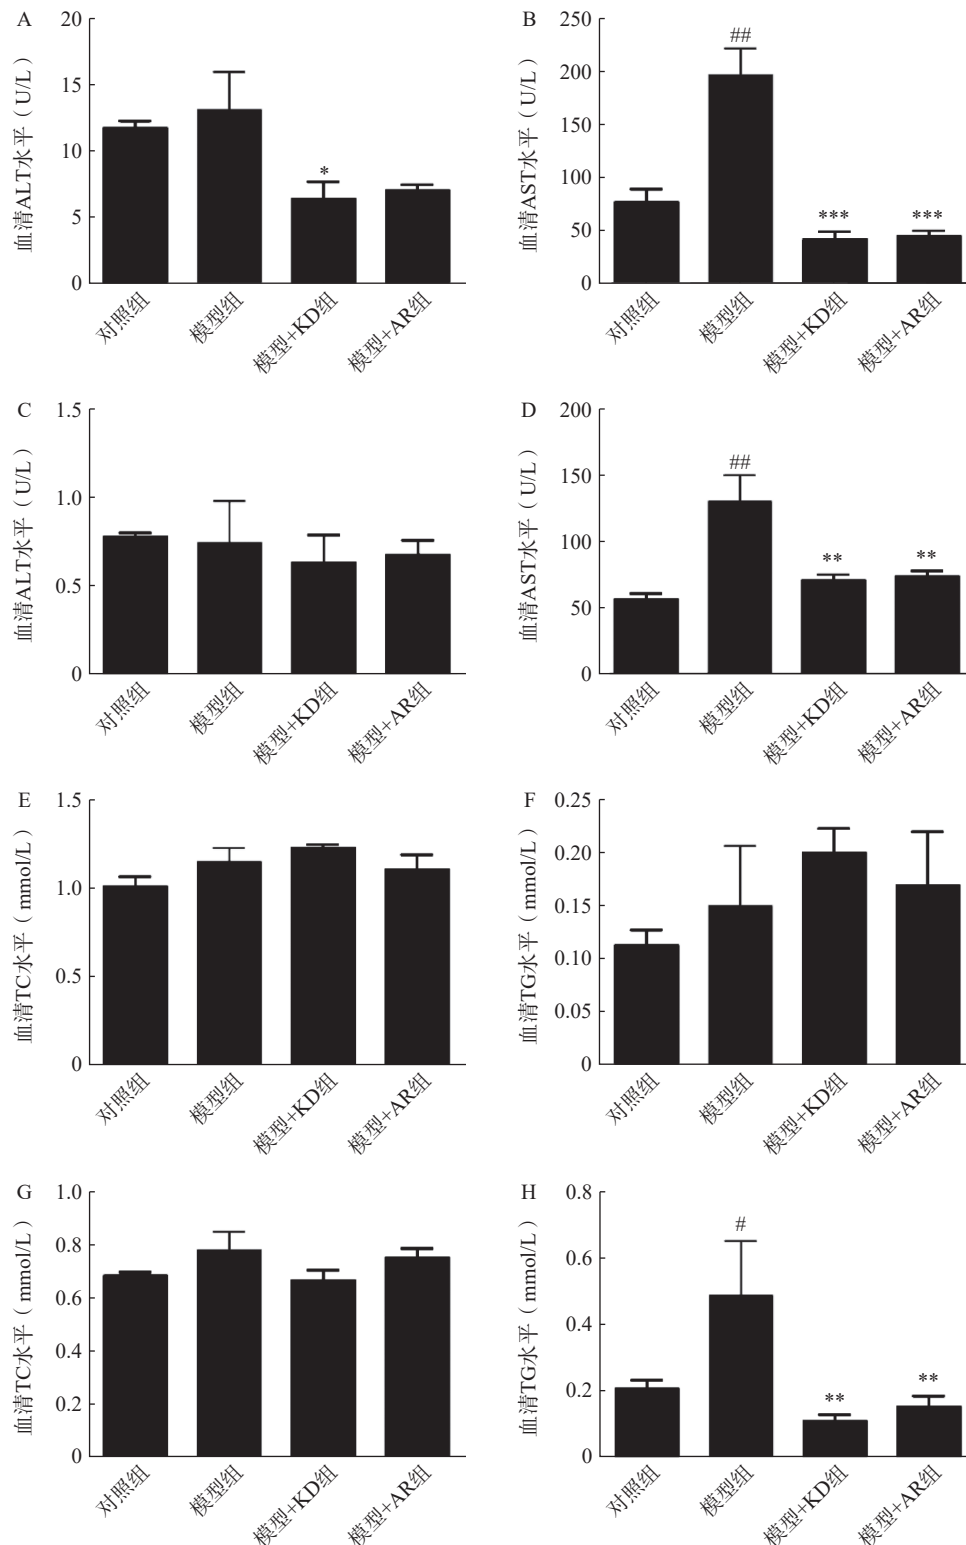 A
血清ALT水平（U/L）
20
15
10
5
0
*
对照组
模型组
模型+KD组
模型+AR组
B
血清AST水平（U/L）
250
200
150
100
50
0
##
***
***
对照组
模型组
模型+KD组
模型+AR组
C
血清ALT水平（U/L）
1.5
1.0
0.5
0
对照组
模型组
模型+KD组
模型+AR组
D
血清AST水平（U/L）
200
150
100
50
0
##
**
**
对照组
模型组
模型+KD组
模型+AR组
E
血清TC水平（mmol/L）
1.5
1.0
0.5
0
对照组
模型组
模型+KD组
模型+AR组
F
血清TG水平（mmol/L）
0.25
0.20
0.15
0.10
0.05
0
对照组
模型组
模型+KD组
模型+AR组
G
血清TC水平（mmol/L）
1.0
0.8
0.6
0.4
0.2
0
对照组
模型组
模型+KD组
模型+AR组
H
血清TG水平（mmol/L）
0.8
0.6
0.4
0.2
0
#
**
**
对照组
模型组
模型+KD组
模型+AR组